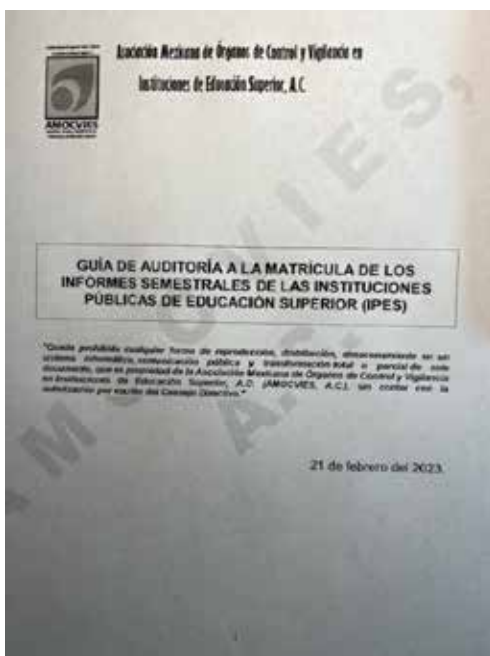 Asociación Mexicana de Órganos de Control y Vigilancia en
Instituciones de Educación Superior, A.C.
AMOCVIES
GUÍA DE AUDITORÍA A LA MATRÍCULA DE LOS
INFORMES SEMESTRALES DE LAS INSTITUCIONES
PÚBLICAS DE EDUCACIÓN SUPERIOR (IPES)
"Queda prohibido cualquier forma de reproducción, distribución, almacenamiento en un
sistema informático, comunicación pública y transformación total o parcial de este
documento, que es propiedad de la Asociación Mexicana de Órganos de Control y Vigilancia
en Instituciones de Educación Superior, A.C. (AMOCVIES, A.C.), sin contar con la
autorización por escrito del Consejo Directivo."
21 de febrero del 2023.
AMOCVIES,
A.C.